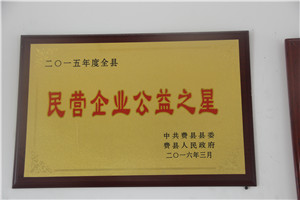 二〇一五年度全县
民营企业公益之星
中共费县县委
费县人民政府
二〇一六年三月